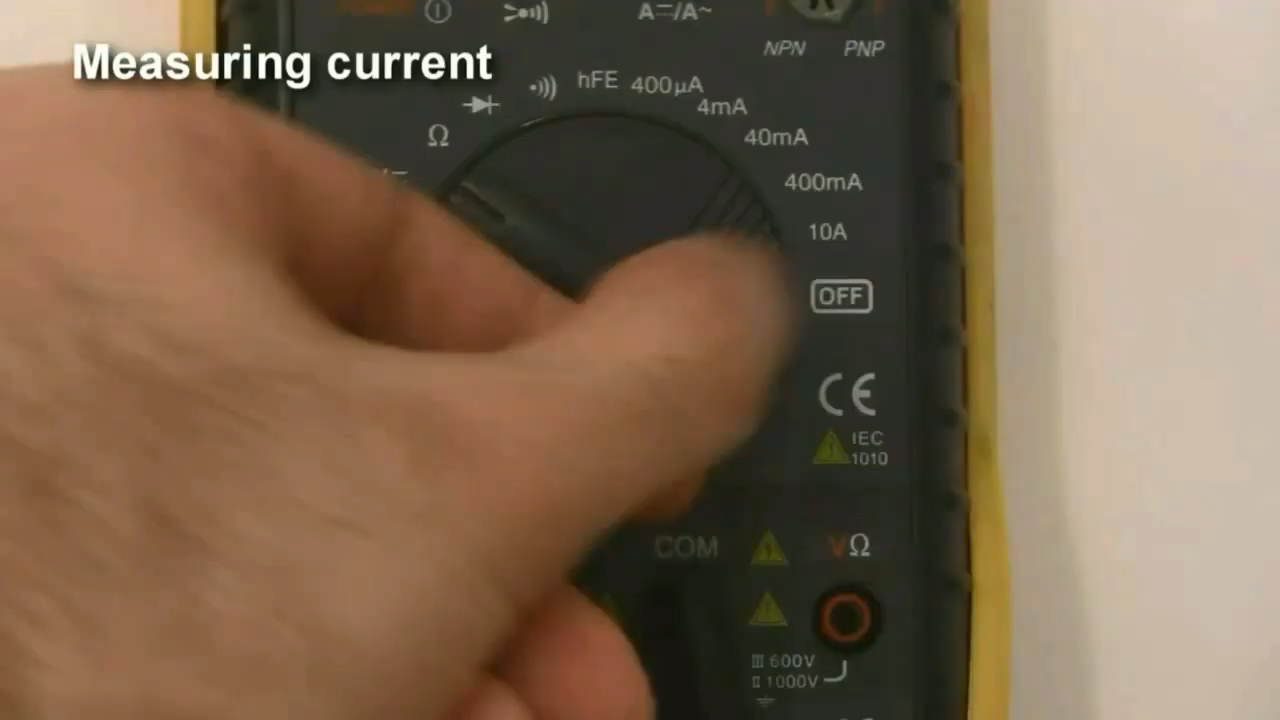 A⎓/A~
NPN PNP
Measuring current
hFE 400µA
4mA
40mA
Ω
400mA
10A
OFF
CE
IEC
1010
COM VΩ
III 600V
II 1000V